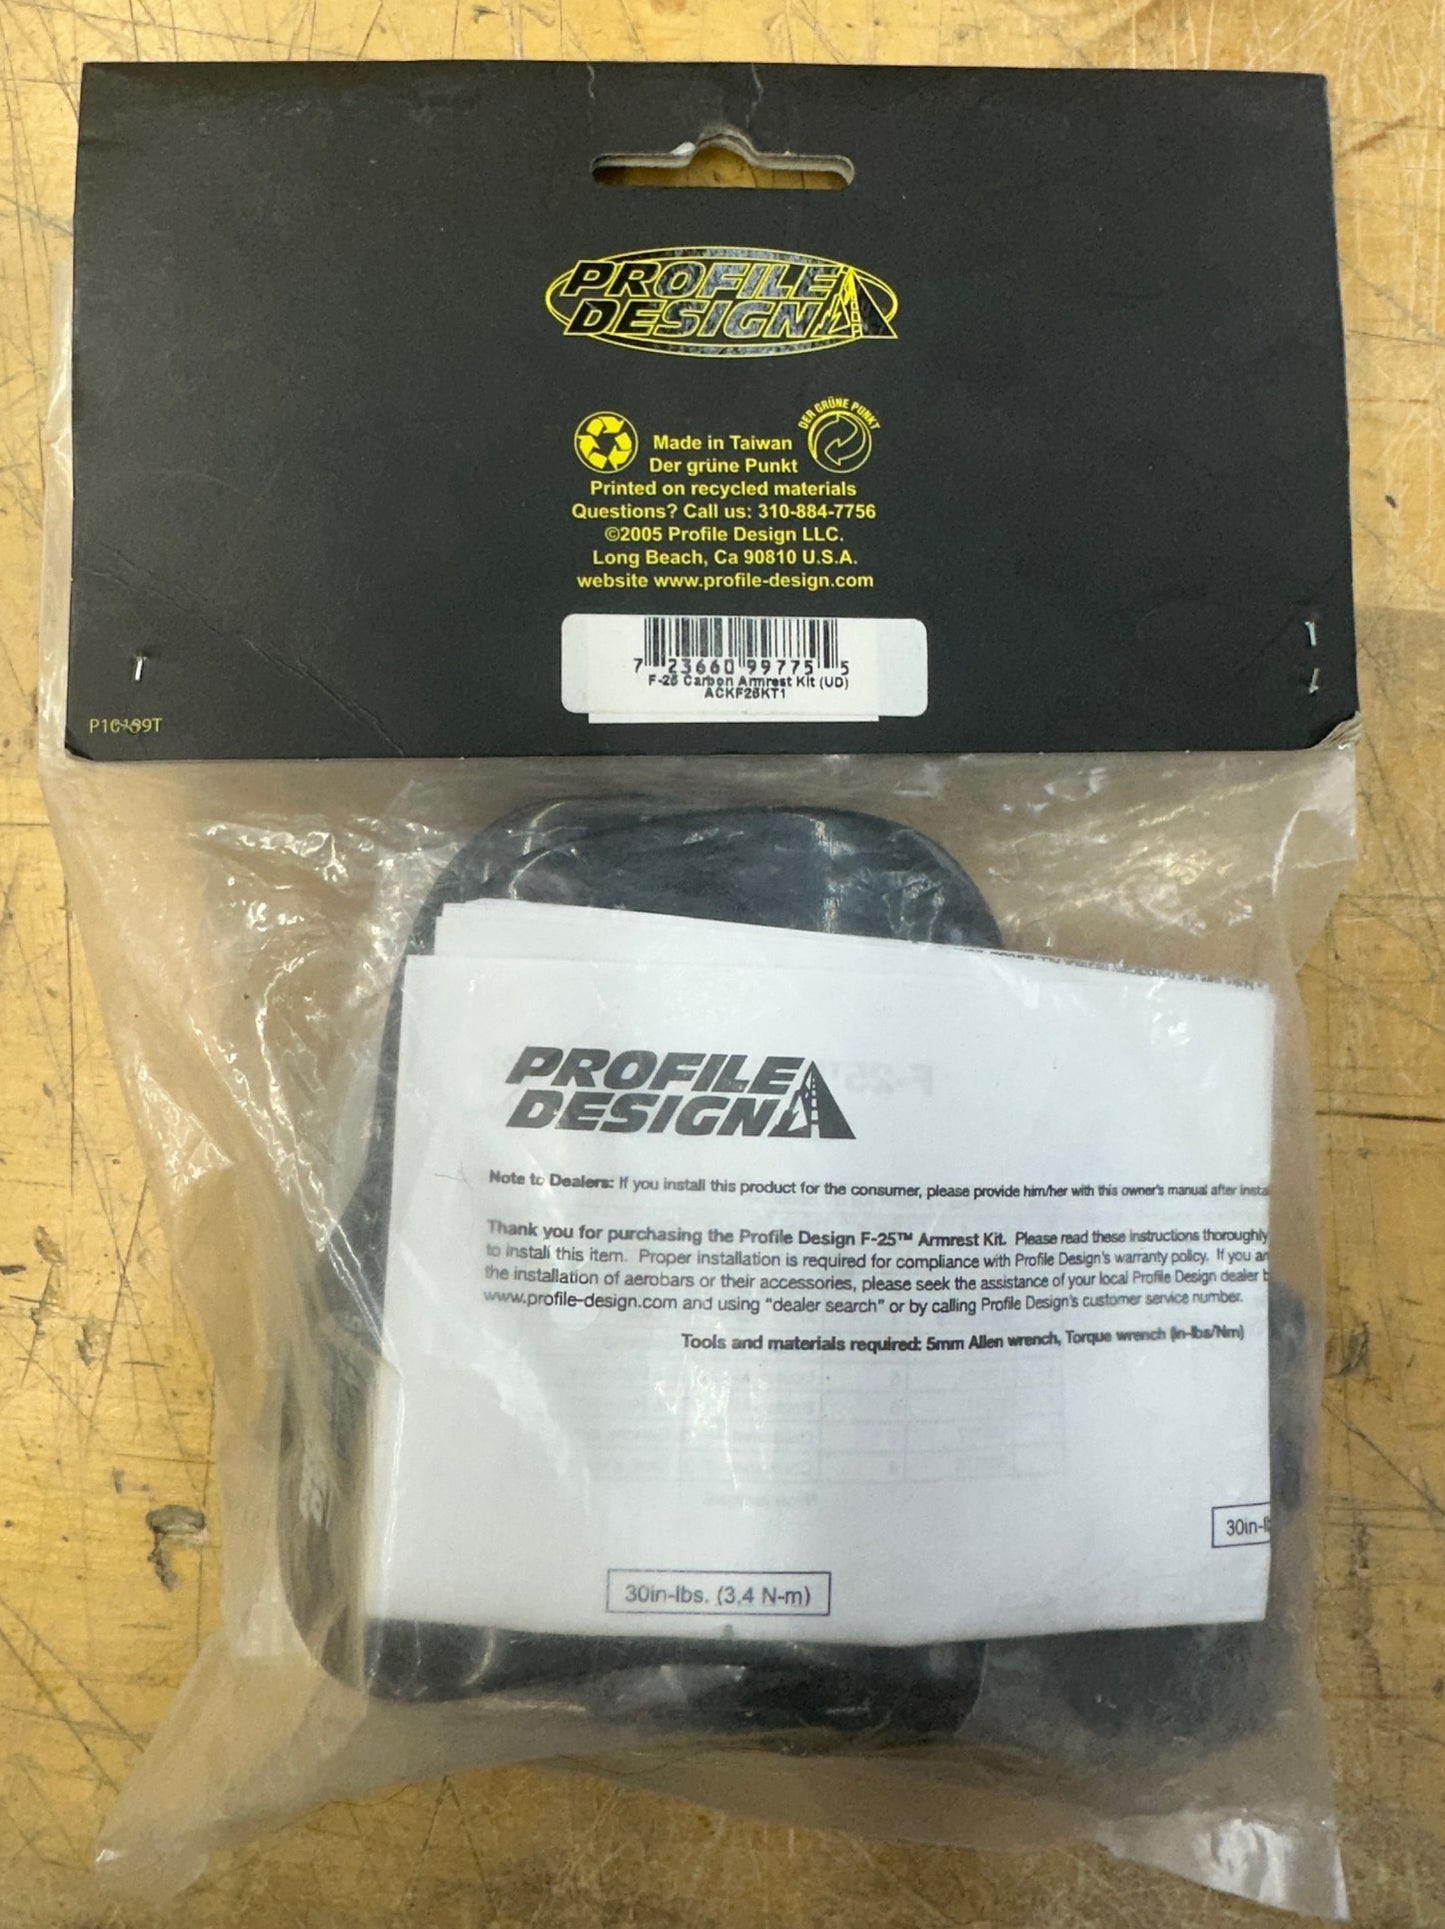 PROFILE
DESIGN
DER GRÜNE PUNKT
Made in Taiwan
Der grüne Punkt
Printed on recycled materials
Questions? Call us: 310-884-7756
©2005 Profile Design LLC.
Long Beach, Ca 90810 U.S.A.
website www.profile-design.com
7 23660 99775 5
F-25 Carbon Armrest Kit (UD)
ACKF25KT1
PROFILE
DESIGN
Note to Dealers: If you install this product for the consumer, please provide him/her with this owner's manual after insta
Thank you for purchasing the Profile Design F-25™ Armrest Kit. Please read these instructions thoroughly
to install this item. Proper installation is required for compliance with Profile Design's warranty policy. If you ar
the installation of aerobars or their accessories, please seek the assistance of your local Profile Design dealer b
www.profile-design.com and using "dealer search" or by calling Profile Design's customer service number.
Tools and materials required: 5mm Allen wrench, Torque wrench (in-lbs/Nm)
30in-lb
30in-lbs. (3.4 N-m)